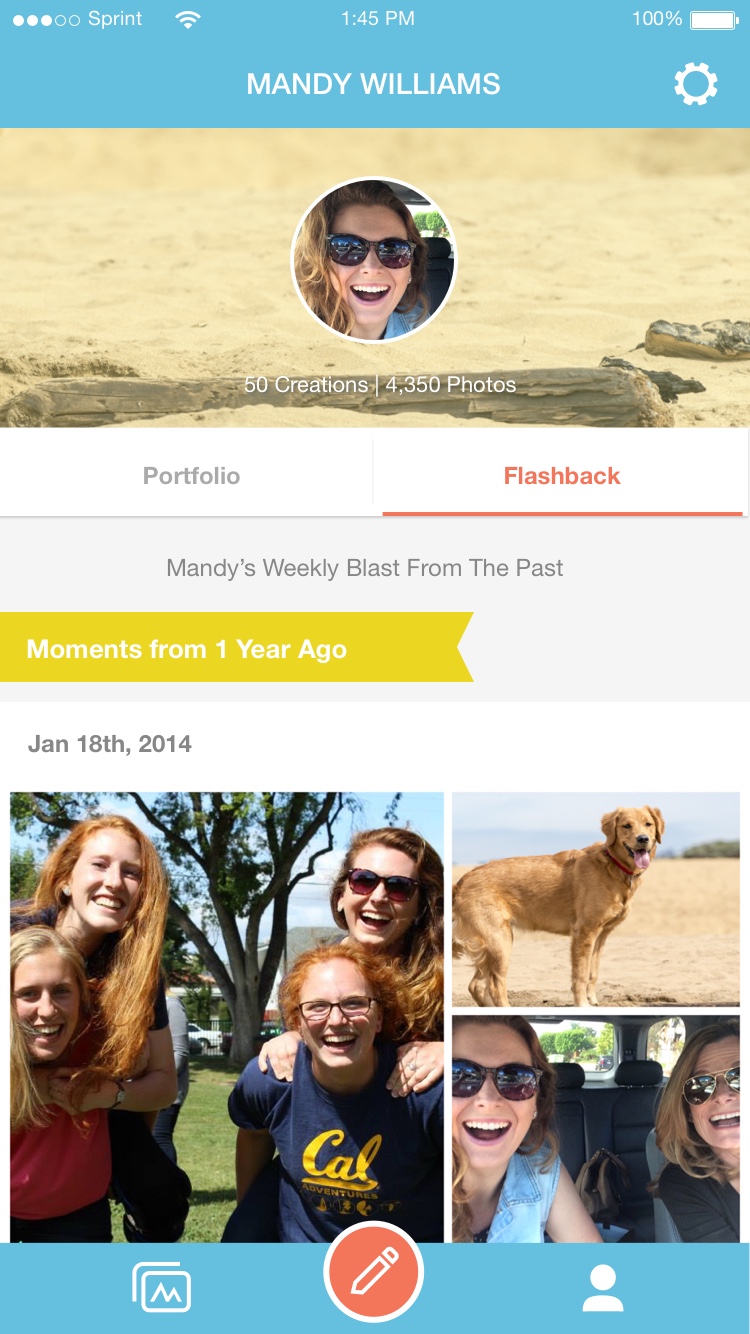 Sprint 1:45 PM 100%
MANDY WILLIAMS
50 Creations | 4,350 Photos
Portfolio Flashback
Mandy’s Weekly Blast From The Past
Moments from 1 Year Ago
Jan 18th, 2014
Cal
ADVENTURES